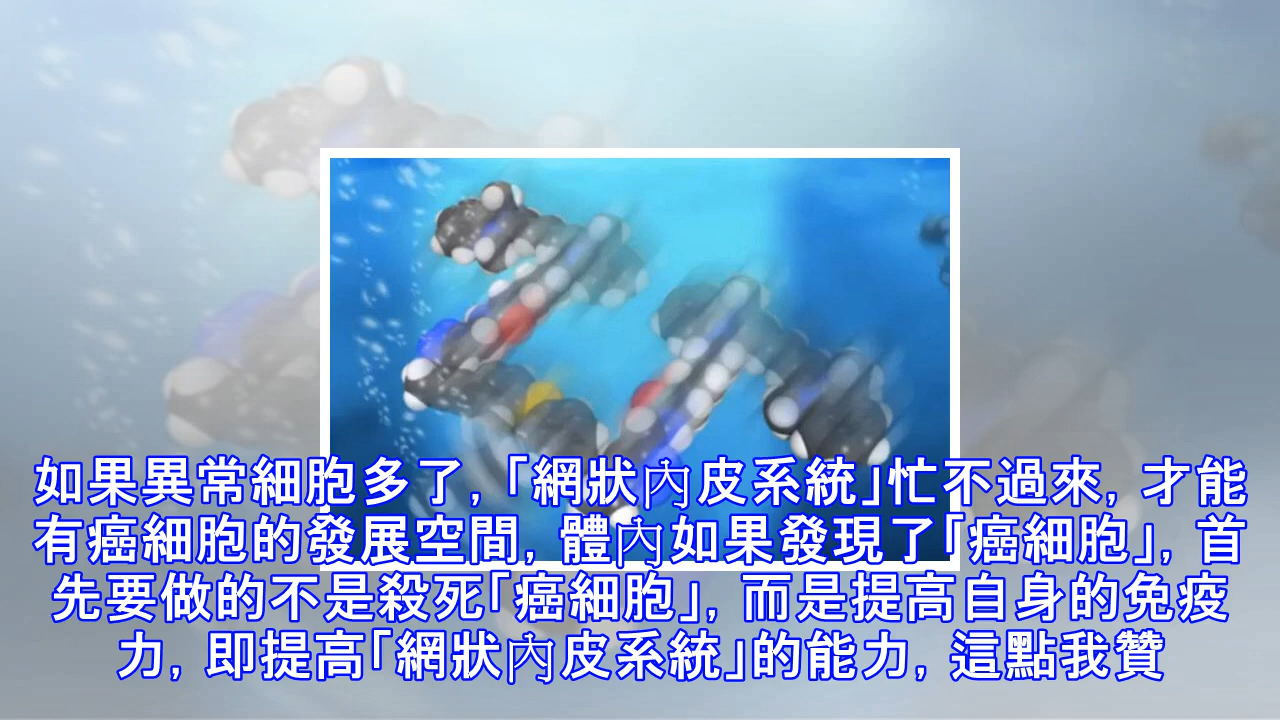 如果異常細胞多了,「網狀內皮系統」忙不過來, 才能
有癌細胞的發展空間, 體內如果發現了「癌細胞」, 首
先要做的不是殺死「癌細胞」, 而是提高自身的免疫
力, 即提高「網狀內皮系統」的能力, 這點我贊